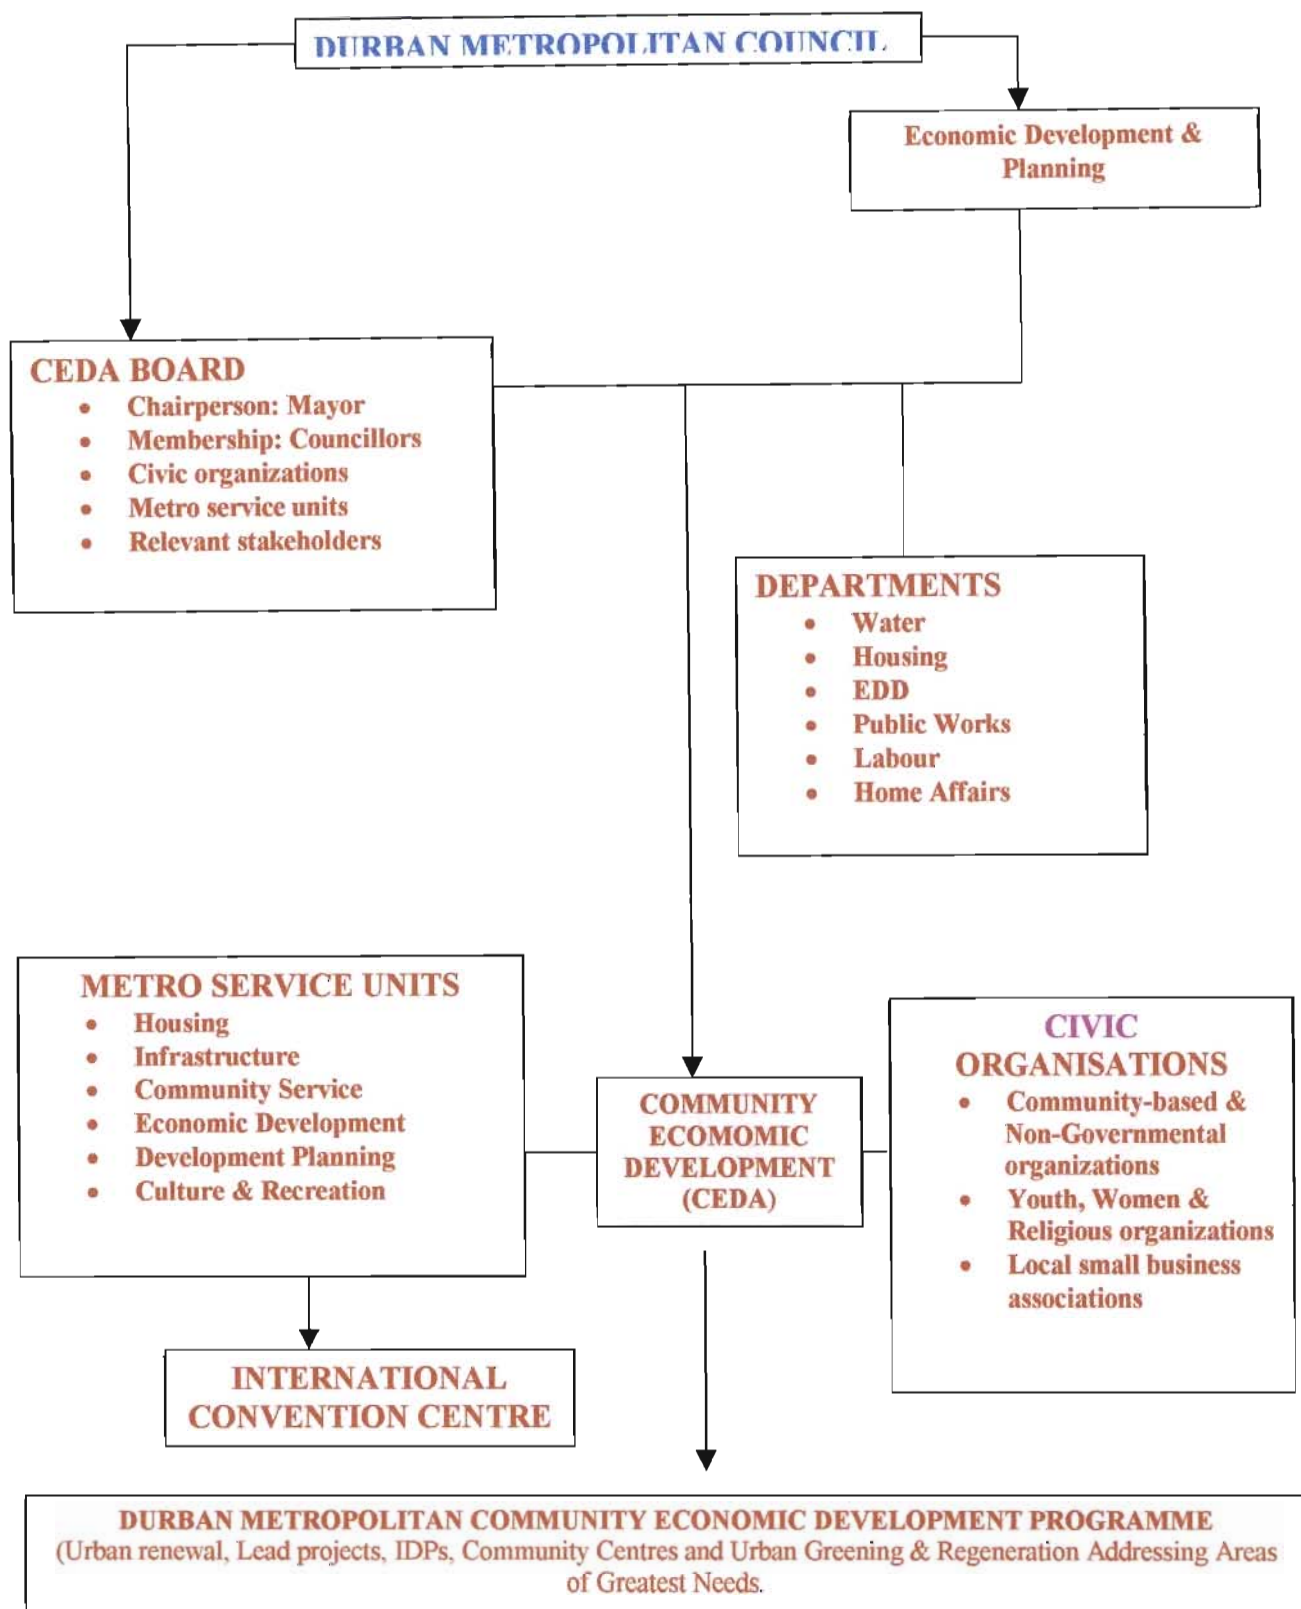 DURBAN METROPOLITAN COUNCIL
Economic Development &
Planning
CEDA BOARD
• Chairperson: Mayor
• Membership: Councillors
• Civic organizations
• Metro service units
• Relevant stakeholders
DEPARTMENTS
• Water
• Housing
• EDD
• Public Works
• Labour
• Home Affairs
METRO SERVICE UNITS
• Housing
• Infrastructure
• Community Service
• Economic Development
• Development Planning
• Culture & Recreation
COMMUNITY
ECOMOMIC
DEVELOPMENT
(CEDA)
CIVIC
ORGANISATIONS
• Community-based &
Non-Governmental
organizations
• Youth, Women &
Religious organizations
• Local small business
associations
INTERNATIONAL
CONVENTION CENTRE
DURBAN METROPOLITAN COMMUNITY ECONOMIC DEVELOPMENT PROGRAMME
(Urban renewal, Lead projects, IDPs, Community Centres and Urban Greening & Regeneration Addressing Areas
of Greatest Needs.